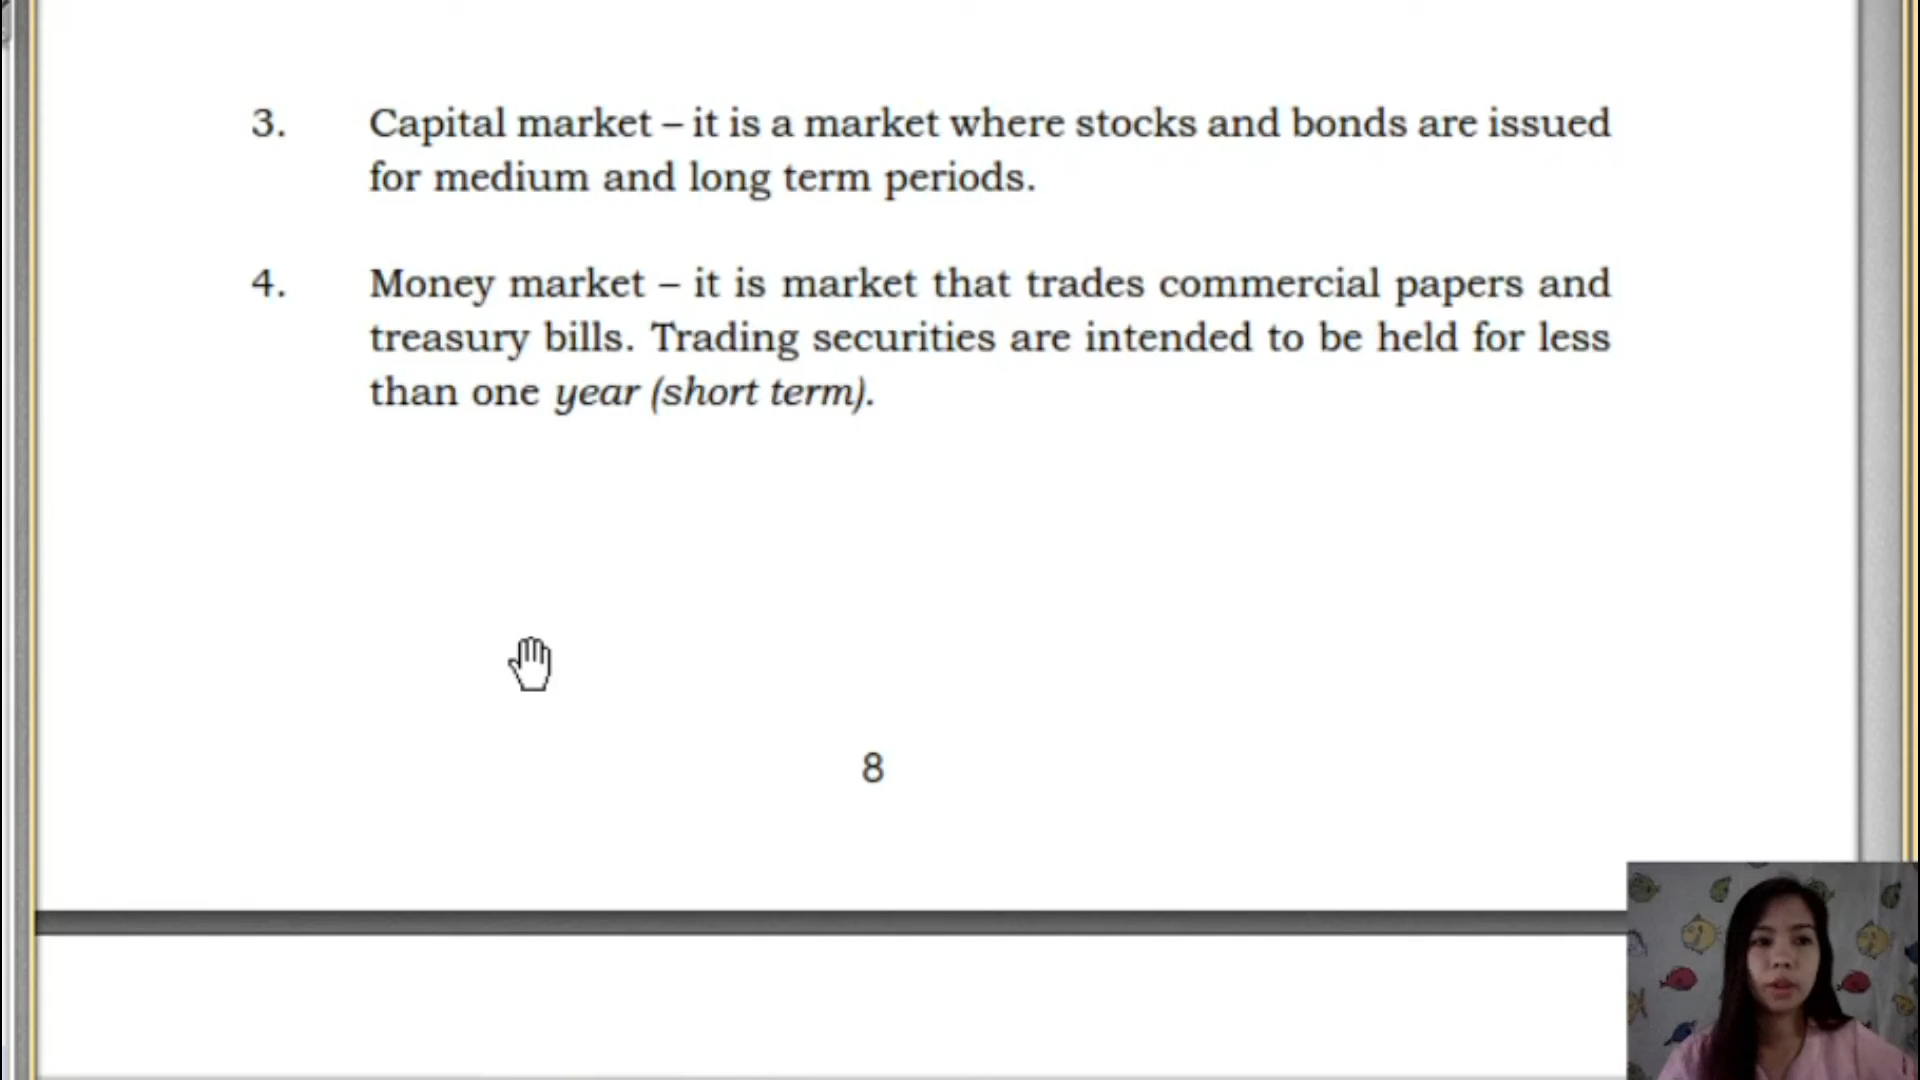 3. Capital market – it is a market where stocks and bonds are issued
for medium and long term periods.
4. Money market – it is market that trades commercial papers and
treasury bills. Trading securities are intended to be held for less
than one year (short term).
8